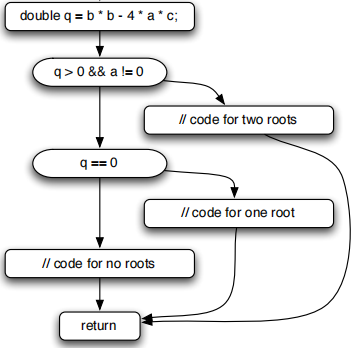 double q = b * b - 4 * a * c;
q > 0 && a != 0
// code for two roots
q == 0
// code for one root
// code for no roots
return